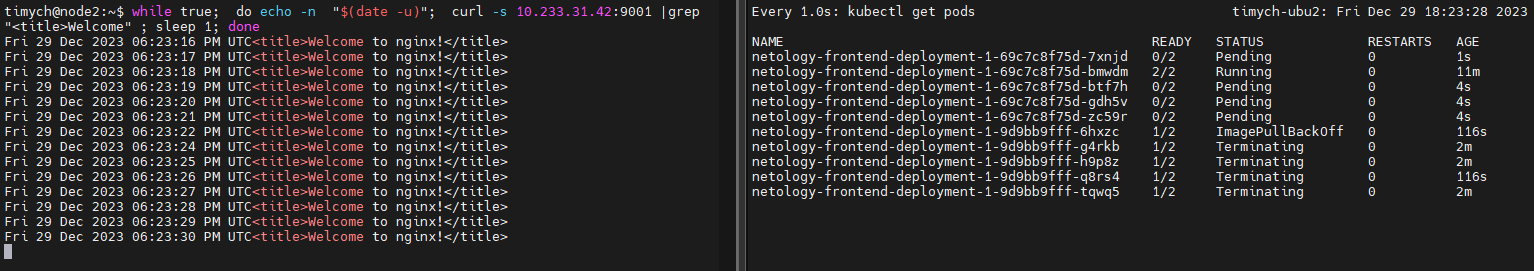 timych@node2:~$ while true;  do echo -n  "$(date -u)";  curl -s 10.233.31.42:9001 |grep
"<title>Welcome" ; sleep 1; done
Fri 29 Dec 2023 06:23:16 PM UTC<title>Welcome to nginx!</title>
Fri 29 Dec 2023 06:23:17 PM UTC<title>Welcome to nginx!</title>
Fri 29 Dec 2023 06:23:18 PM UTC<title>Welcome to nginx!</title>
Fri 29 Dec 2023 06:23:19 PM UTC<title>Welcome to nginx!</title>
Fri 29 Dec 2023 06:23:20 PM UTC<title>Welcome to nginx!</title>
Fri 29 Dec 2023 06:23:21 PM UTC<title>Welcome to nginx!</title>
Fri 29 Dec 2023 06:23:22 PM UTC<title>Welcome to nginx!</title>
Fri 29 Dec 2023 06:23:24 PM UTC<title>Welcome to nginx!</title>
Fri 29 Dec 2023 06:23:25 PM UTC<title>Welcome to nginx!</title>
Fri 29 Dec 2023 06:23:26 PM UTC<title>Welcome to nginx!</title>
Fri 29 Dec 2023 06:23:27 PM UTC<title>Welcome to nginx!</title>
Fri 29 Dec 2023 06:23:28 PM UTC<title>Welcome to nginx!</title>
Fri 29 Dec 2023 06:23:29 PM UTC<title>Welcome to nginx!</title>
Fri 29 Dec 2023 06:23:30 PM UTC<title>Welcome to nginx!</title>
Every 1.0s: kubectl get pods timych-ubu2: Fri Dec 29 18:23:28 2023
NAME READY STATUS RESTARTS AGE
netology-frontend-deployment-1-69c7c8f75d-7xnjd 0/2 Pending 0 1s
netology-frontend-deployment-1-69c7c8f75d-bmwdm 2/2 Running 0 11m
netology-frontend-deployment-1-69c7c8f75d-btf7h 0/2 Pending 0 4s
netology-frontend-deployment-1-69c7c8f75d-gdh5v 0/2 Pending 0 4s
netology-frontend-deployment-1-69c7c8f75d-zc59r 0/2 Pending 0 4s
netology-frontend-deployment-1-9d9bb9fff-6hxzc 1/2 ImagePullBackOff 0 116s
netology-frontend-deployment-1-9d9bb9fff-g4rkb 1/2 Terminating 0 2m
netology-frontend-deployment-1-9d9bb9fff-h9p8z 1/2 Terminating 0 2m
netology-frontend-deployment-1-9d9bb9fff-q8rs4 1/2 Terminating 0 116s
netology-frontend-deployment-1-9d9bb9fff-tqwq5 1/2 Terminating 0 2m